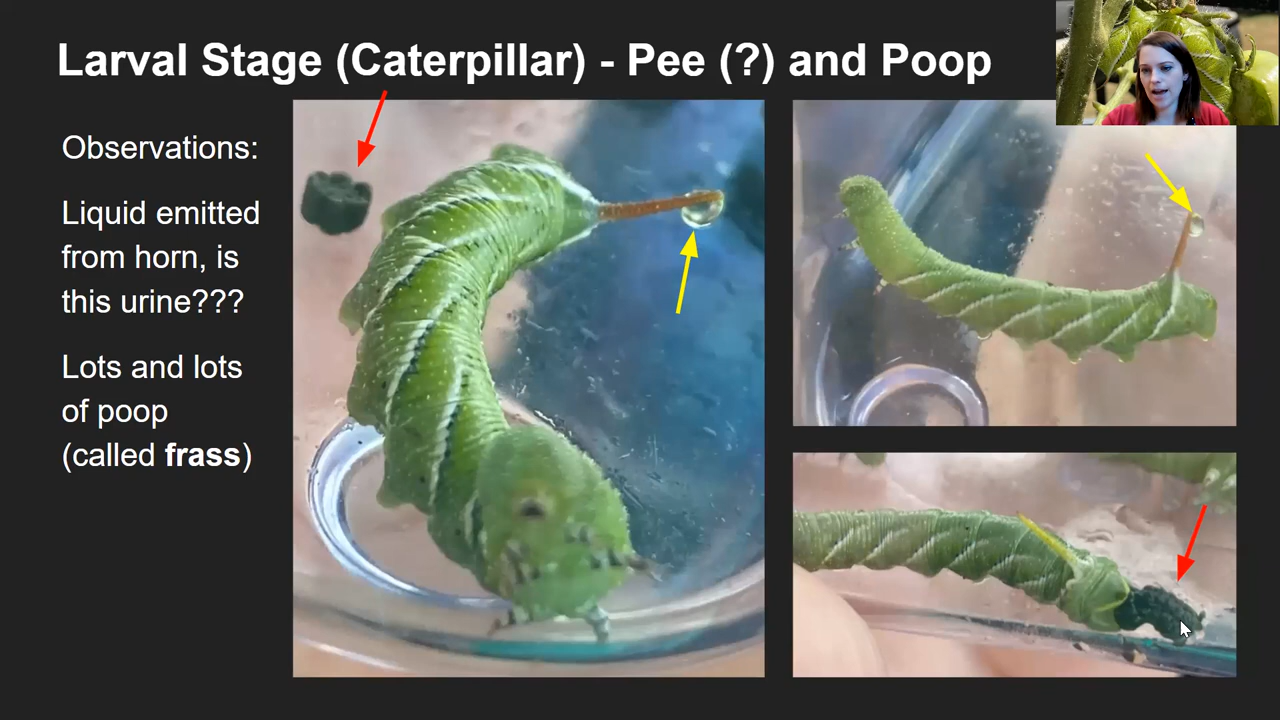 Larval Stage (Caterpillar) - Pee (?) and Poop
Observations:
Liquid emitted
from horn, is
this urine???
Lots and lots
of poop
(called frass)